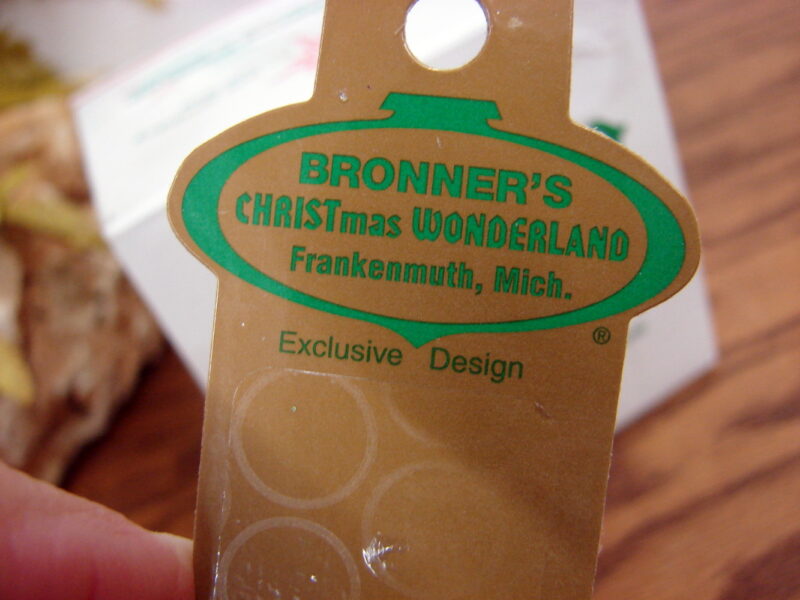 BRONNER'S
CHRISTmas WONDERLAND
Frankenmuth, Mich.
®
Exclusive Design